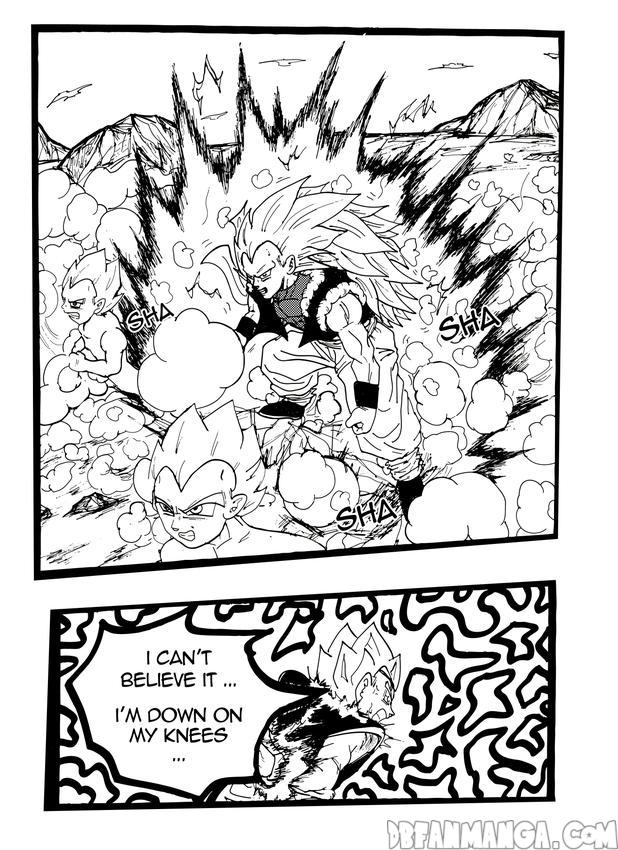 SHA
SHA
SHA
I CAN'T
BELIEVE IT ...
I'M DOWN ON
MY KNEES
...
DBFANMANGA.COM